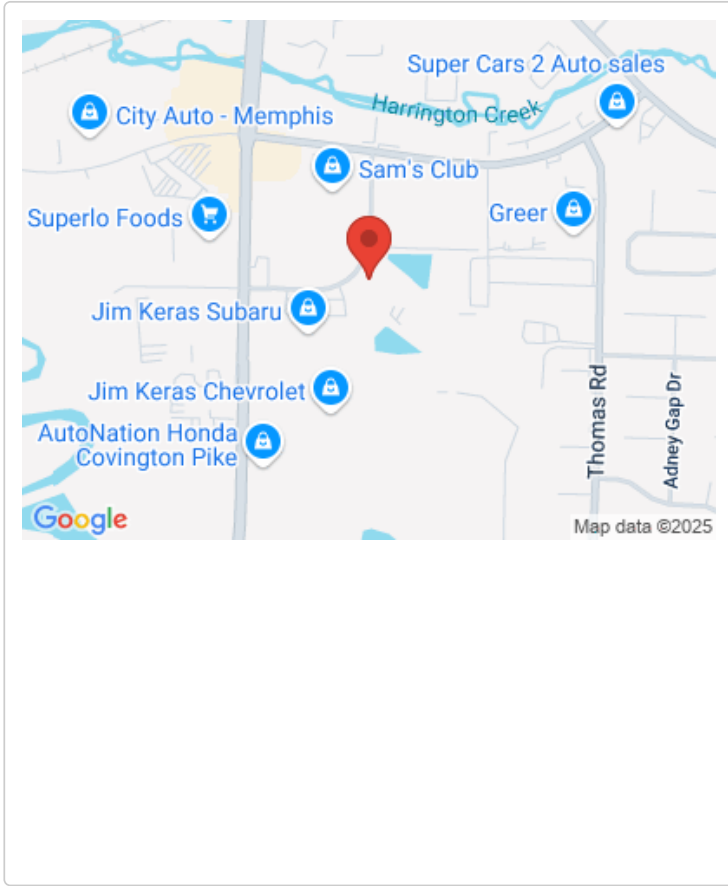 Super Cars 2 Auto sales
City Auto - Memphis
Harrington Creek
Sam's Club
Superlo Foods
Greer
Jim Keras Subaru
Jim Keras Chevrolet
AutoNation Honda
Covington Pike
Thomas Rd
Adney Gap Dr
Google
Map data ©2025